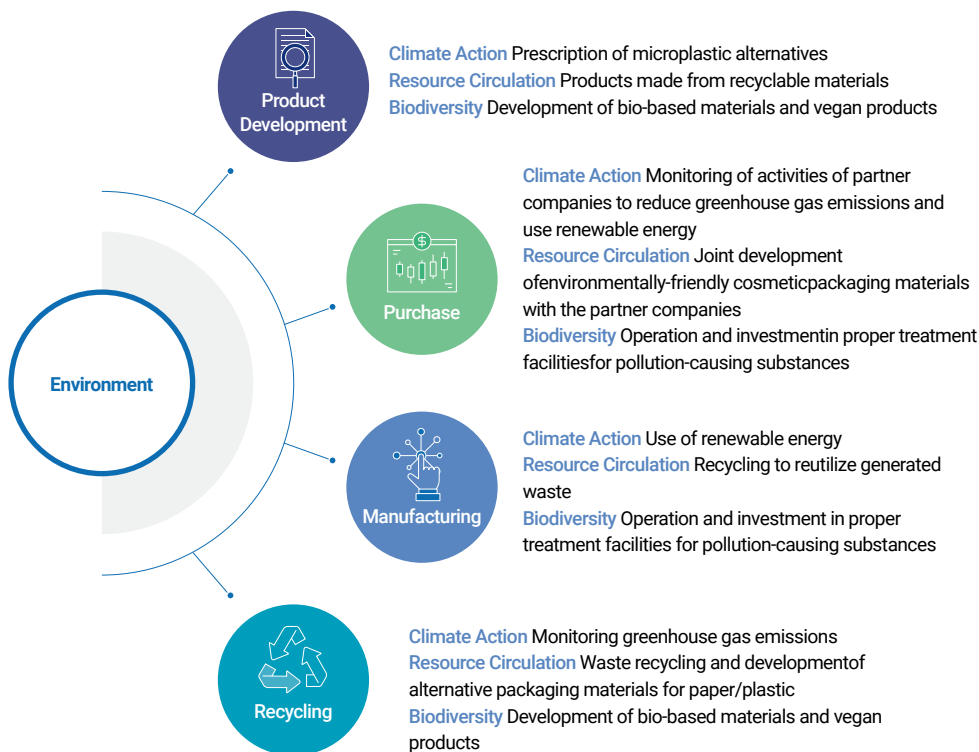 Product
Development
Climate Action Prescription of microplastic alternatives
Resource Circulation Products made from recyclable materials
Biodiversity Development of bio-based materials and vegan products
Environment
$
Purchase
Climate Action Monitoring of activities of partner
companies to reduce greenhouse gas emissions and
use renewable energy
Resource Circulation Joint development
ofenvironmentally-friendly cosmeticpackaging materials
with the partner companies
Biodiversity Operation and investmentin proper treatment
facilitiesfor pollution-causing substances
Manufacturing
Climate Action Use of renewable energy
Resource Circulation Recycling to reutilize generated
waste
Biodiversity Operation and investment in proper
treatment facilities for pollution-causing substances
Recycling
Climate Action Monitoring greenhouse gas emissions
Resource Circulation Waste recycling and developmentof
alternative packaging materials for paper/plastic
Biodiversity Development of bio-based materials and vegan
products